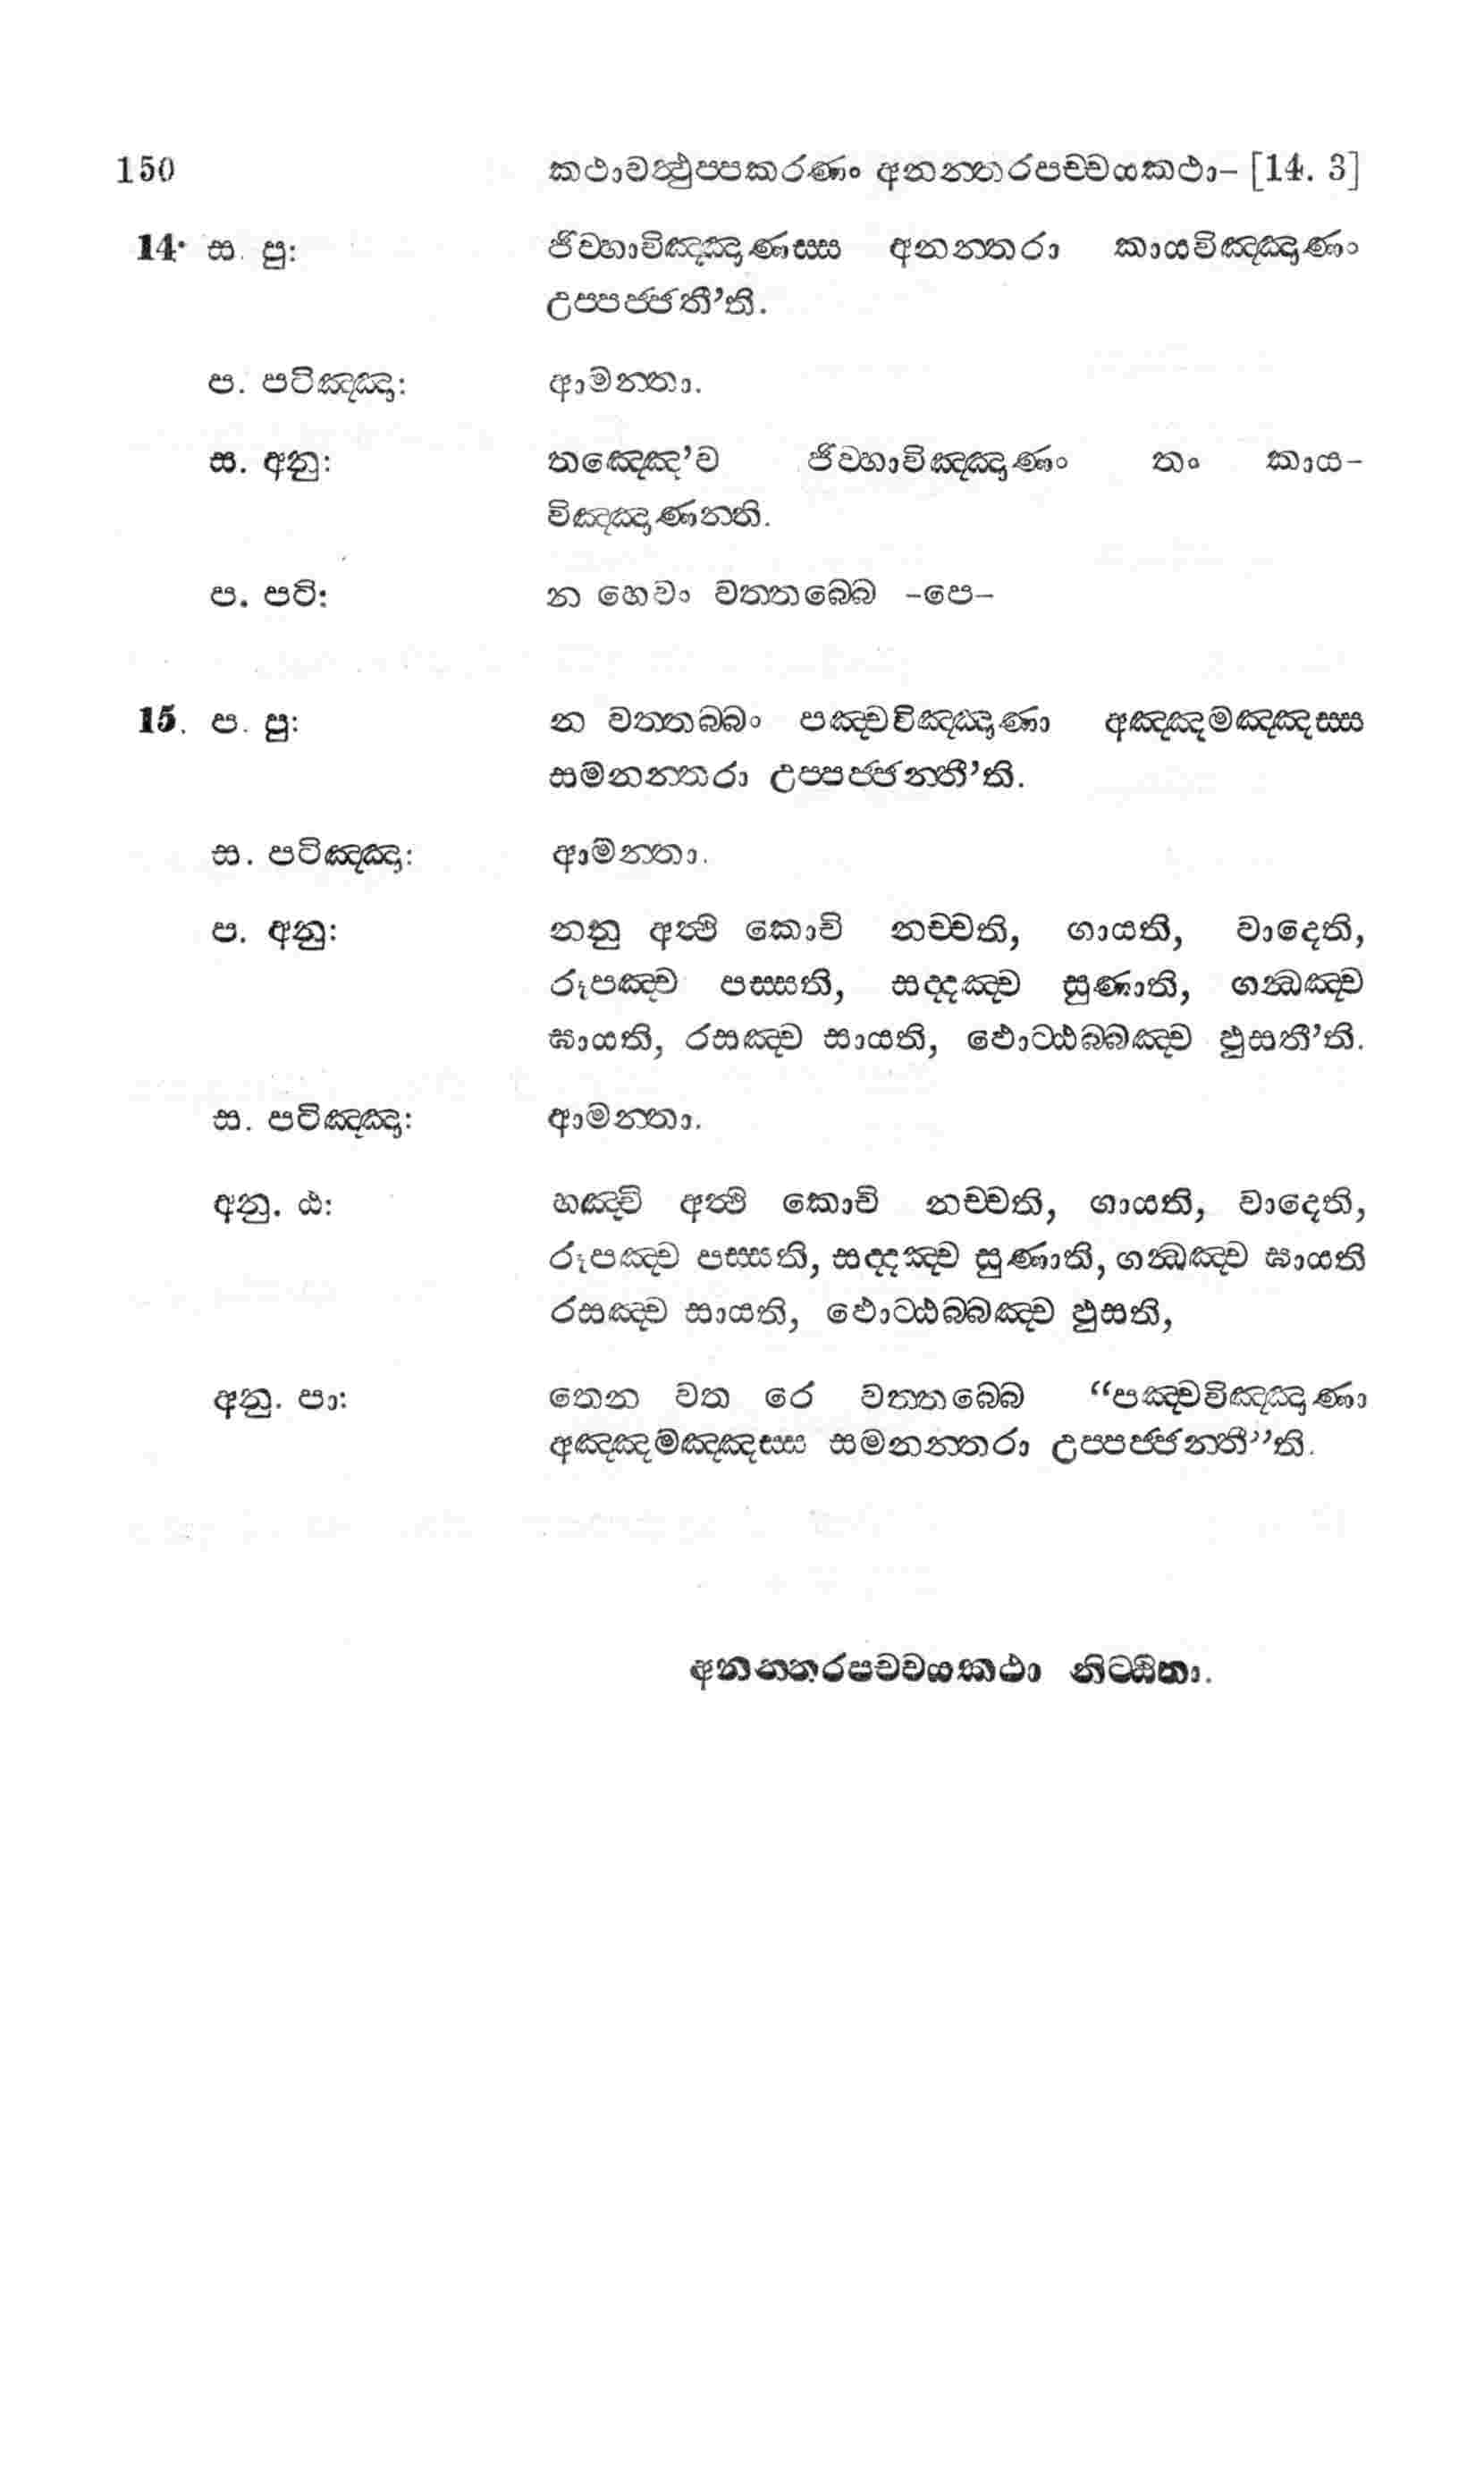 150 කථාවත්‍ථුප්පකරණං අනන්තරපච්චයකථා- [14. 3]
14. ස. පු: ජිව්හාවිඤ්ඤාණස්ස අනන්තරා කායවිඤ්ඤාණං
උප්පජ්ජතී’ති.
ප. පටිඤ්ඤා: ආමන්තා.
ස. අනු: තඤ්ඤෙ’ව ජිව්හාවිඤ්ඤාණං තං කාය-
විඤ්ඤාණන්ති.
ප. පටි: න හෙවං වත්තබ්බෙ -පෙ-
15. ප. පු: න වත්තබ්බං පඤ්චවිඤ්ඤාණා අඤ්ඤමඤ්ඤස්ස
සමනන්තරා උප්පජ්ජන්තී’ති.
ස. පටිඤ්ඤා: ආමන්තා.
ප. අනු: නනු අත්‍ථි කොචි නච්චති, ගායති, වාදෙති,
රූපඤ්ච පස්සති, සද්දඤ්ච සුණාති, ගන්‍ධඤ්ච
ඝායති, රසඤ්ච සායති, ඵොට්ඨබ්බඤ්ච ඵුසතී’ති.
ස. පටිඤ්ඤා: ආමන්තා.
අනු. ඨ: හඤ්චි අත්‍ථි කොචි නච්චති, ගායති, වාදෙති,
රූපඤ්ච පස්සති, සද්දඤ්ච සුණාති, ගන්‍ධඤ්ච ඝායති
රසඤ්ච සායති, ඵොට්ඨබ්බඤ්ච ඵුසති,
අනු. පා: තෙන වත රෙ වත්තබ්බෙ “පඤ්චවිඤ්ඤාණා
අඤ්ඤමඤ්ඤස්ස සමනන්තරා උප්පජ්ජන්තී”ති.
අනන්තරපච්චයකථා නිට්ඨිතා.